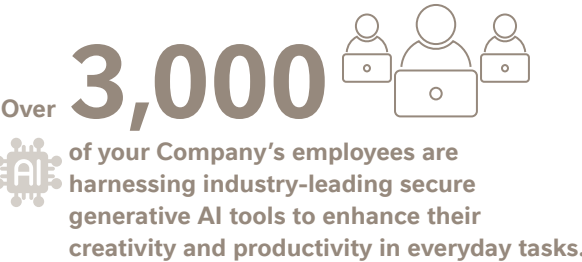 Over 3,000
AI
of your Company's employees are
harnessing industry-leading secure
generative AI tools to enhance their
creativity and productivity in everyday tasks.